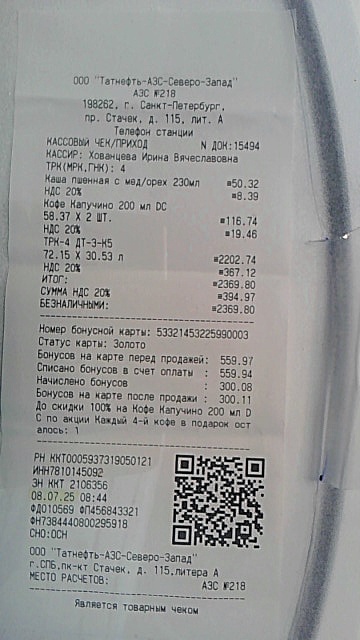 ООО "Татнефть-АЗС-Северо-Запад"
АЗС №218
198262, г. Санкт-Петербург,
пр. Стачек, д. 115, лит. А
Телефон станции
КАССОВЫЙ ЧЕК/ПРИХОД N ДОК:15494
КАССИР: Хованцева Ирина Вячеславовна
ТРК(МРК,ГНК): 4
Каша пшенная с мед/орех 230мл =50.32
НДС 20% =8.39
Кофе Капучино 200 мл DC
58.37 X 2 ШТ. =116.74
НДС 20% =19.46
ТРК-4 ДТ-З-К5
72.15 X 30.53 л =2202.74
НДС 20% =367.12
ИТОГ: =2369.80
СУММА НДС 20% =394.97
БЕЗНАЛИЧНЫМИ: =2369.80
Номер бонусной карты: 53321453225990003
Статус карты: Золото
Бонусов на карте перед продажей: 559.97
Списано бонусов в счет оплаты : 559.94
Начислено бонусов : 300.08
Бонусов на карте после продажи : 300.11
До скидки 100% на Кофе Капучино 200 мл D
C по акции Каждый 4-й кофе в подарок ост
алось: 1
РН ККТ0005937319050121
ИНН7810145092
ЗН ККТ 2106356
08.07.25 08:44
ФД010569 ФП456843321
ФН7384440800295918
СНО:ОСН
ООО "Татнефть-АЗС-Северо-Запад"
г.СПБ,пк-кт Стачек, д. 115,литера А
МЕСТО РАСЧЕТОВ: АЗС №218
Является товарным чеком